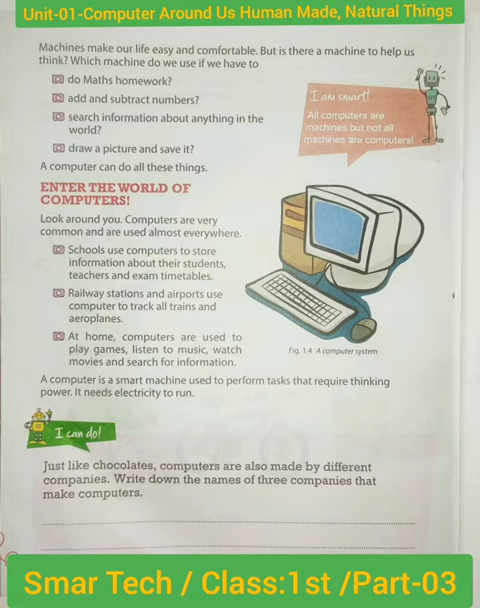 Unit-01-Computer Around Us Human Made, Natural Things
Machines make our life easy and comfortable. But is there a machine to help us
think? Which machine do we use if we have to
do Maths homework?
add and subtract numbers?
search information about anything in the
world?
draw a picture and save it?
A computer can do all these things.
I am smart!
All computers are
machines but not all
machines are computers!
ENTER THE WORLD OF
COMPUTERS!
Look around you. Computers are very
common and are used almost everywhere.
Schools use computers to store
information about their students,
teachers and exam timetables.
Railway stations and airports use
computer to track all trains and
aeroplanes.
At home, computers are used to
play games, listen to music, watch
movies and search for information.
Fig. 1.4 A computer system
A computer is a smart machine used to perform tasks that require thinking
power. It needs electricity to run.
I can do!
Just like chocolates, computers are also made by different
companies. Write down the names of three companies that
make computers.
Smar Tech / Class:1st /Part-03